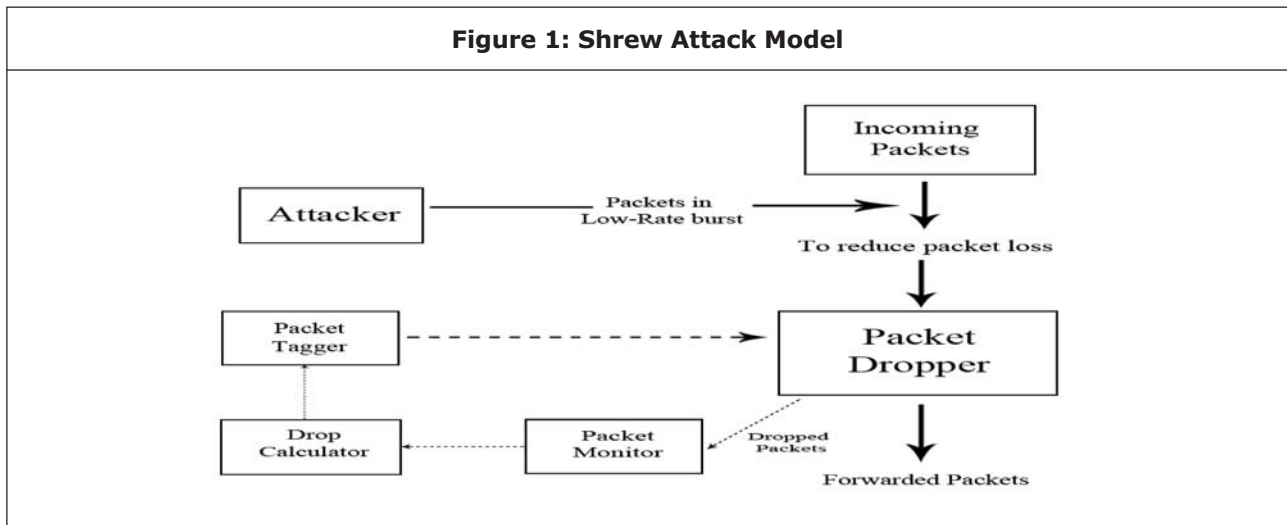 Figure 1: Shrew Attack Model
Incoming
Packets
Attacker
Packets in
Low-Rate burst
To reduce packet loss
Packet
Tagger
Packet
Dropper
Drop
Calculator
Packet
Monitor
Dropped
Packets
Forwarded Packets